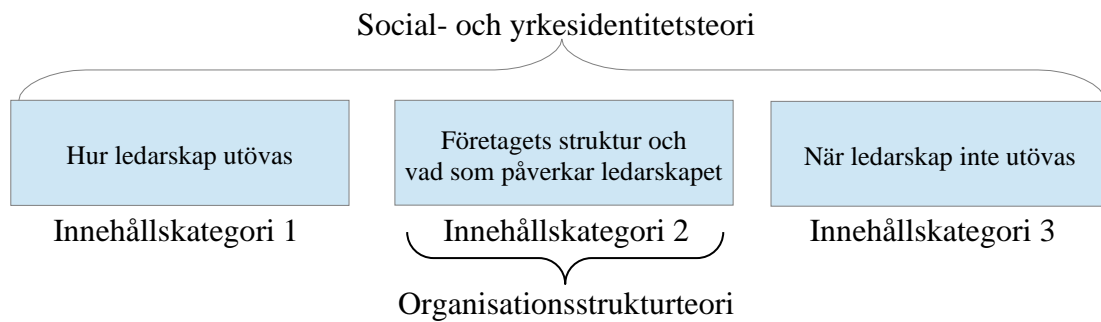 Social- och yrkesidentitetsteori
Hur ledarskap utövas
Företagets struktur och
vad som påverkar ledarskapet
När ledarskap inte utövas
Innehållskategori 1
Innehållskategori 2
Innehållskategori 3
Organisationsstrukturteori